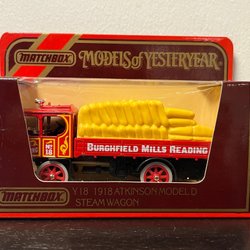 MATCHBOX
MODELS OF YESTERYEAR
BURGHFIELD MILLS READING
MATCHBOX
Y18 1918 ATKINSON MODEL D
STEAM WAGON